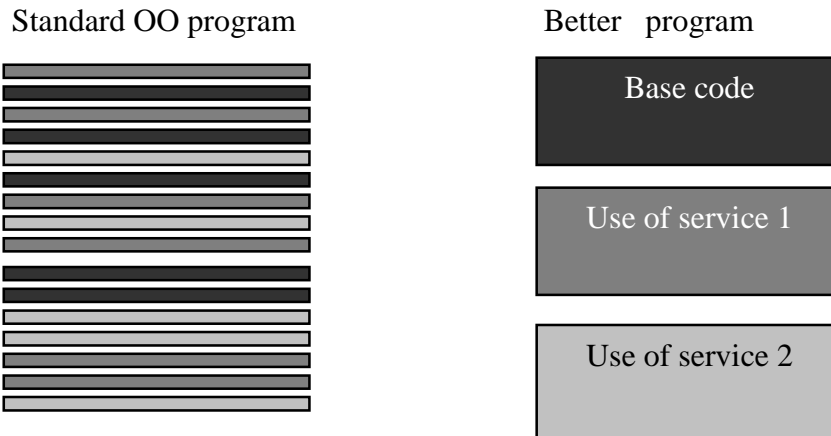 Standard OO program
Better program
Base code
Use of service 1
Use of service 2